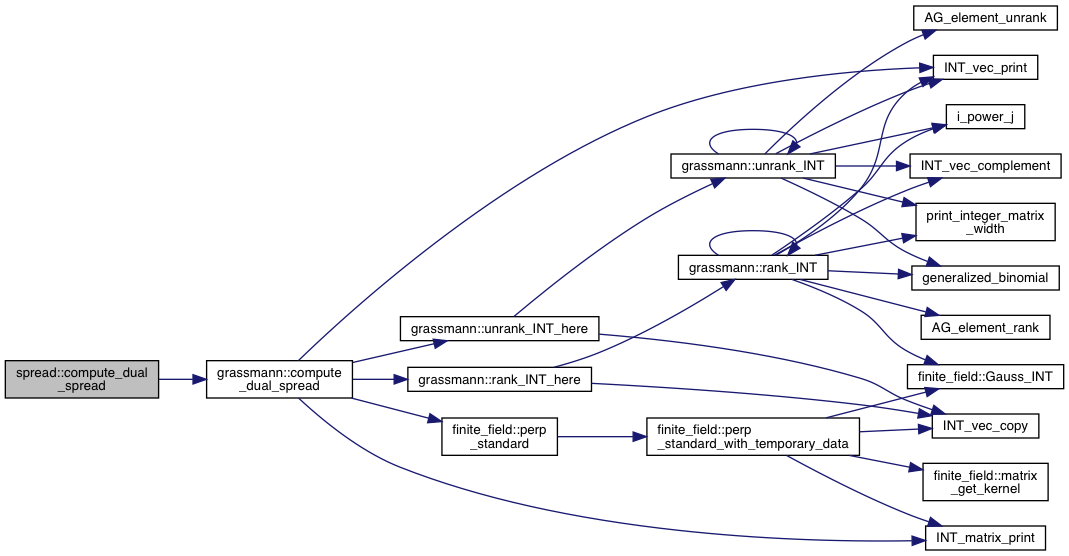 AG_element_unrank
INT_vec_print
i_power_j
grassmann::unrank_INT
INT_vec_complement
print_integer_matrix
_width
grassmann::rank_INT
generalized_binomial
grassmann::unrank_INT_here
AG_element_rank
spread::compute_dual
_spread
grassmann::compute
_dual_spread
grassmann::rank_INT_here
finite_field::Gauss_INT
finite_field::perp
_standard
finite_field::perp
_standard_with_temporary_data
INT_vec_copy
finite_field::matrix
_get_kernel
INT_matrix_print